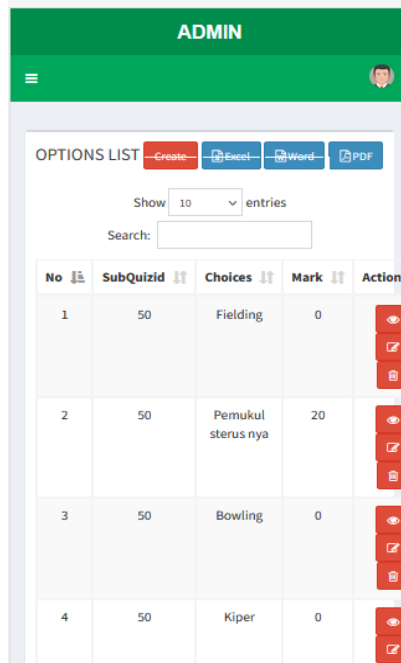 ADMIN
OPTIONS LIST Create Excel Word PDF
Show 10 entries
Search:
No SubQuizid Choices Mark Action
1 50 Fielding 0
2 50 Pemukul
sterus nya 20
3 50 Bowling 0
4 50 Kiper 0